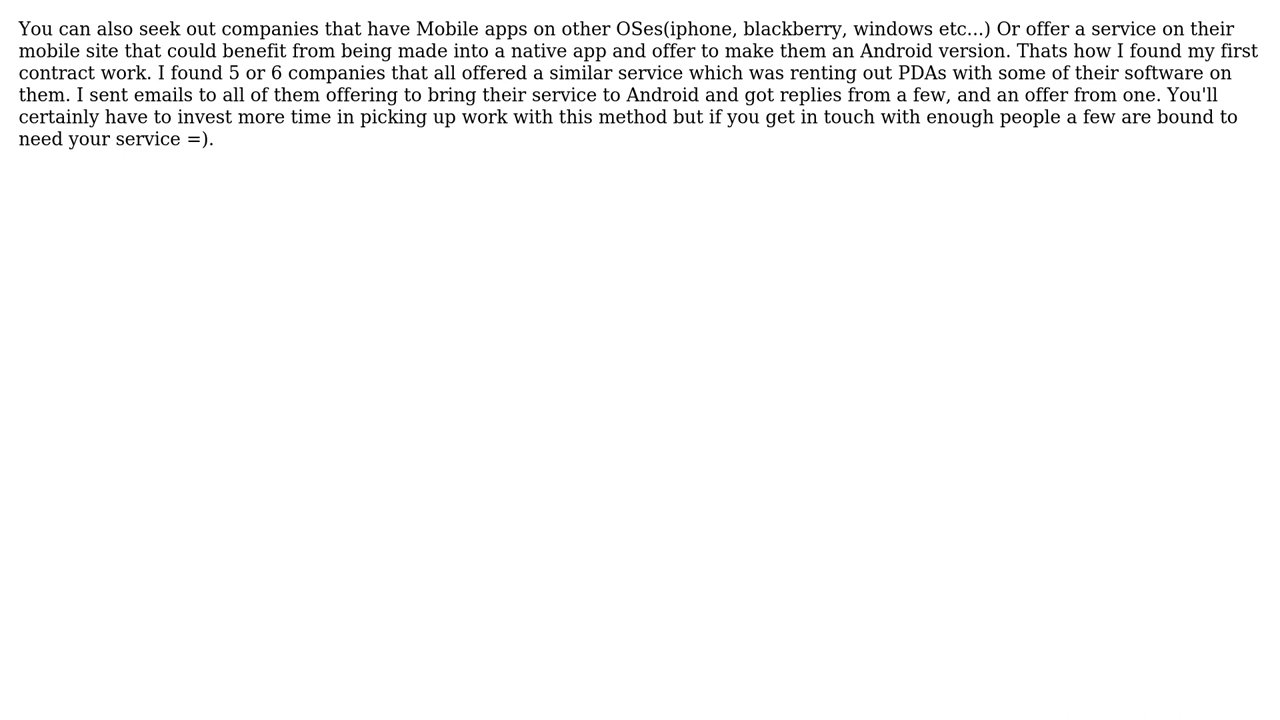 You can also seek out companies that have Mobile apps on other OSes(iphone, blackberry, windows etc...) Or offer a service on their
mobile site that could benefit from being made into a native app and offer to make them an Android version. Thats how I found my first
contract work. I found 5 or 6 companies that all offered a similar service which was renting out PDAs with some of their software on
them. I sent emails to all of them offering to bring their service to Android and got replies from a few, and an offer from one. You'll
certainly have to invest more time in picking up work with this method but if you get in touch with enough people a few are bound to
need your service =).